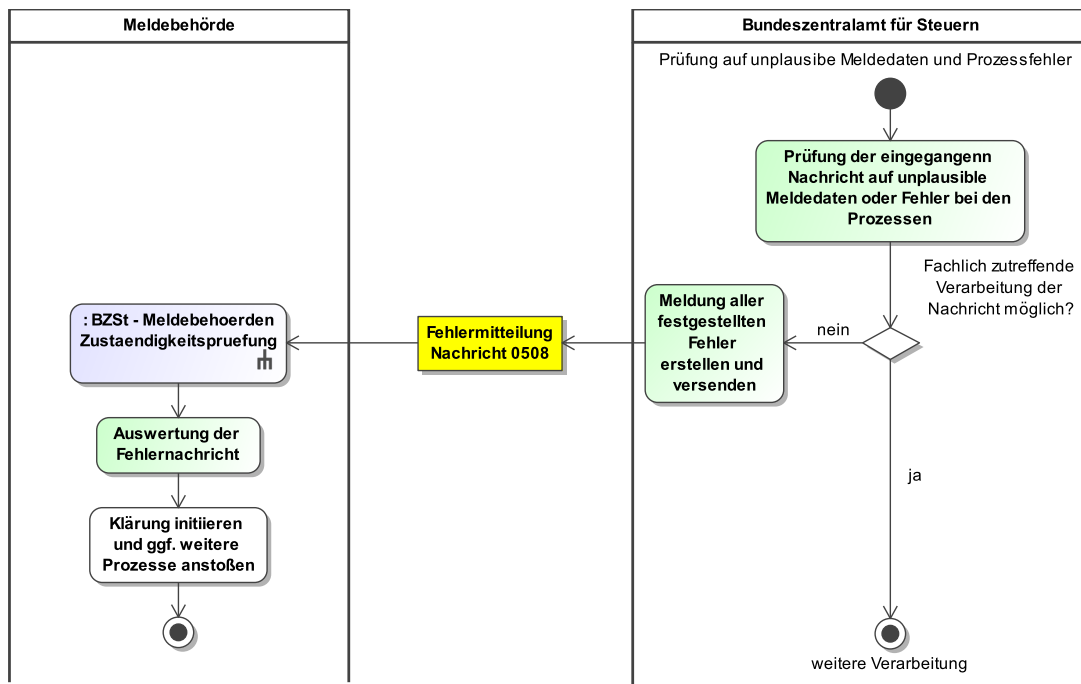 Meldebehörde
Bundeszentralamt für Steuern
Prüfung auf unplausibe Meldedaten und Prozessfehler
Prüfung der eingegangenn
Nachricht auf unplausible
Meldedaten oder Fehler bei den
Prozessen
Fachlich zutreffende
Verarbeitung der
Nachricht möglich?
nein
Meldung aller
festgestellten
Fehler
erstellen und
versenden
Fehlermitteilung
Nachricht 0508
: BZSt - Meldebehoerden
Zustaendigkeitspruefung
Auswertung der
Fehlernachricht
Klärung initiieren
und ggf. weitere
Prozesse anstoßen
ja
weitere Verarbeitung